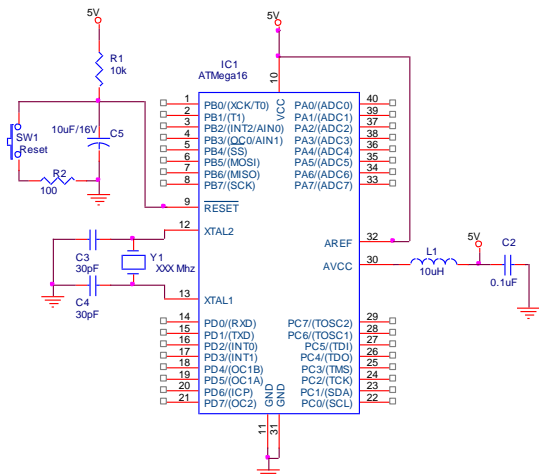 5V
5V
R1
10k
IC1
ATMega16
10
VCC
1 PB0/(XCK/T0) PA0/(ADC0) 40
2 PB1/(T1) PA1/(ADC1) 39
3 PB2/(INT2/AIN0) PA2/(ADC2) 37
4 PB3/(OC0/AIN1) PA3/(ADC3) 38
5 PB4/(SS) PA4/(ADC4) 36
6 PB5/(MOSI) PA5/(ADC5) 35
7 PB6/(MISO) PA6/(ADC6) 34
8 PB7/(SCK) PA7/(ADC7) 33
10uF/16V C5
SW1
Reset
R2
100
9 RESET
12 XTAL2
AREF 32
AVCC 30
5V
L1
10uH
C2
0.1uF
C3
30pF
Y1
XXX Mhz
C4
30pF
13 XTAL1
14 PD0/(RXD) PC7/(TOSC2) 29
15 PD1/(TXD) PC6/(TOSC1) 28
16 PD2/(INT0) PC5/(TDI) 27
17 PD3/(INT1) PC4/(TDO) 26
18 PD4/(OC1B) PC3/(TMS) 25
19 PD5/(OC1A) PC2/(TCK) 24
20 PD6/(ICP) PC1/(SDA) 23
21 PD7/(OC2) PC0/(SCL) 22
GND
GND
11
31